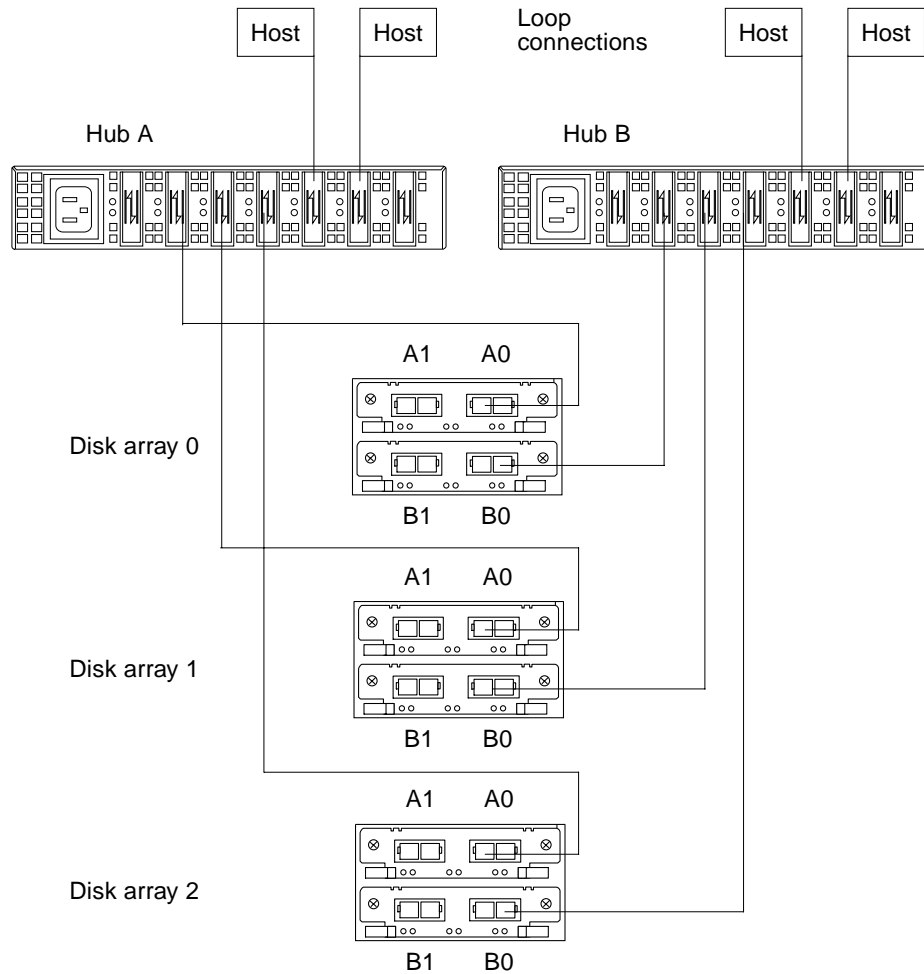 Host
Host
Loop
connections
Host
Host
Hub A
Hub B
A1
A0
Disk array 0
B1
B0
A1
A0
Disk array 1
B1
B0
A1
A0
Disk array 2
B1
B0